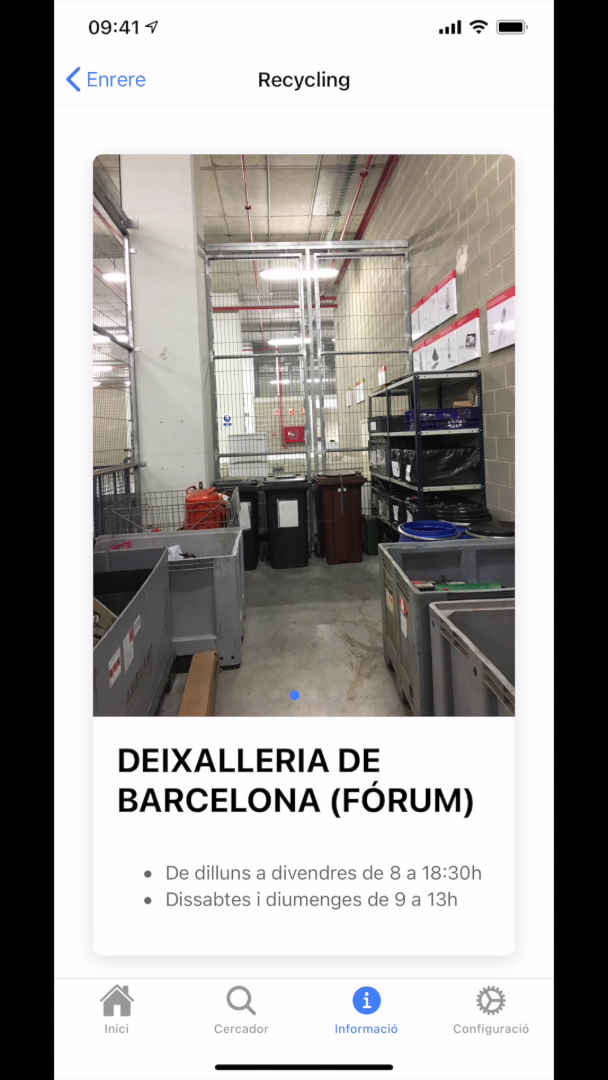 09:41
Enrere
Recycling
DEIXALLERIA DE
BARCELONA (FÓRUM)
De dilluns a divendres de 8 a 18:30h
Dissabtes i diumenges de 9 a 13h
Inici
Cercador
Informació
Configuració